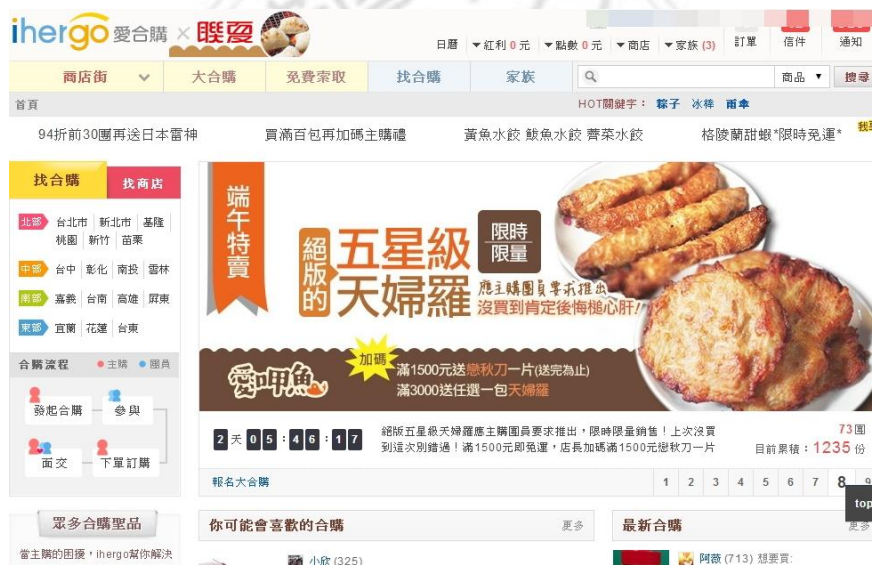 ihergo 愛合購 × 聯夏
日曆 ▼紅利 0 元 ▼點數 0 元 ▼商店 ▼家族 (3) 訂單 信件 通知
商店街 大合購 免費索取 找合購 家族 商品 ▼ 搜尋
首頁
HOT關鍵字： 粽子 冰棒 雨傘
94折前30團再送日本雷神 買滿百包再加碼主購禮 黃魚水餃 鮁魚水餃 薺菜水餃 格陵蘭甜蝦*限時免運*
找合購 找商店
北部 台北市 新北市 基隆
桃園 新竹 苗栗
中部 台中 彰化 南投 雲林
南部 嘉義 台南 高雄 屏東
東部 宜蘭 花蓮 台東
合購流程 主購 團員
發起合購 參與
面交 下單訂購
眾多合購聖品
當主購的困擾，ihergo幫你解決
端午特賣
絕版的
五星級
天婦羅
限時
限量
應主購團員要求推出
沒買到肯定後悔槌心肝!
愛呷魚
加碼
滿1500元送戀秋刀一片(送完為止)
滿3000送任選一包天婦羅
2 天 05 : 46 : 17
絕版五星級天婦羅應主購團員要求推出，限時限量銷售！上次沒買
到這次別錯過！滿1500元即免運，店長加碼滿1500元戀秋刀一片
73團
目前累積：1235 份
報名大合購
1 2 3 4 5 6 7 8 9
top
你可能會喜歡的合購 更多
小欣 (325)
最新合購 更多
阿薇 (713) 想要買: